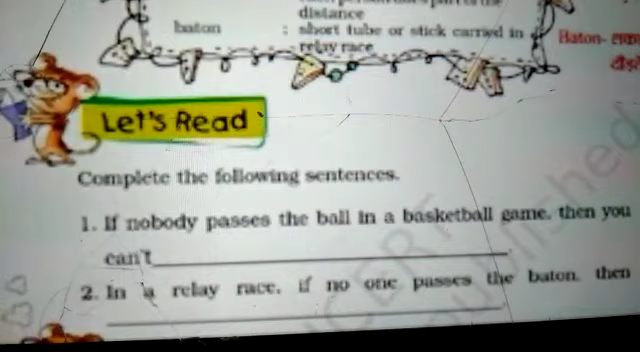 distance
baton : short tube or stick carried in
relay race
Baton-
Let's Read
Complete the following sentences.
1. If nobody passes the ball in a basketball game, then you
can't
2. In a relay race, if no one passes the baton, then